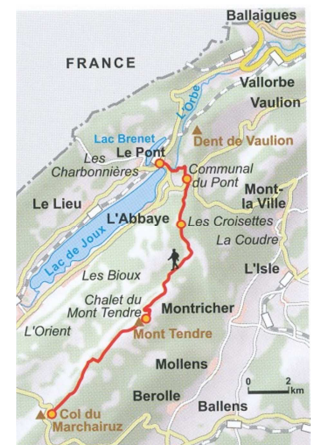 Ballaigues
FRANCE
Vallorbe
L'Orbe
Vaulion
Lac Brenet
Dent de Vaulion
Le Pont
Les
Charbonnières
Communal
du Pont
Mont-
la Ville
Le Lieu
L'Abbaye
Les Croisettes
La Coudre
Lac de Joux
L'Isle
Les Bioux
Chalet du
Mont Tendre
Montricher
L'Orient
Mont Tendre
Mollens
0 2
km
Berolle
Col du
Marchairuz
Ballens